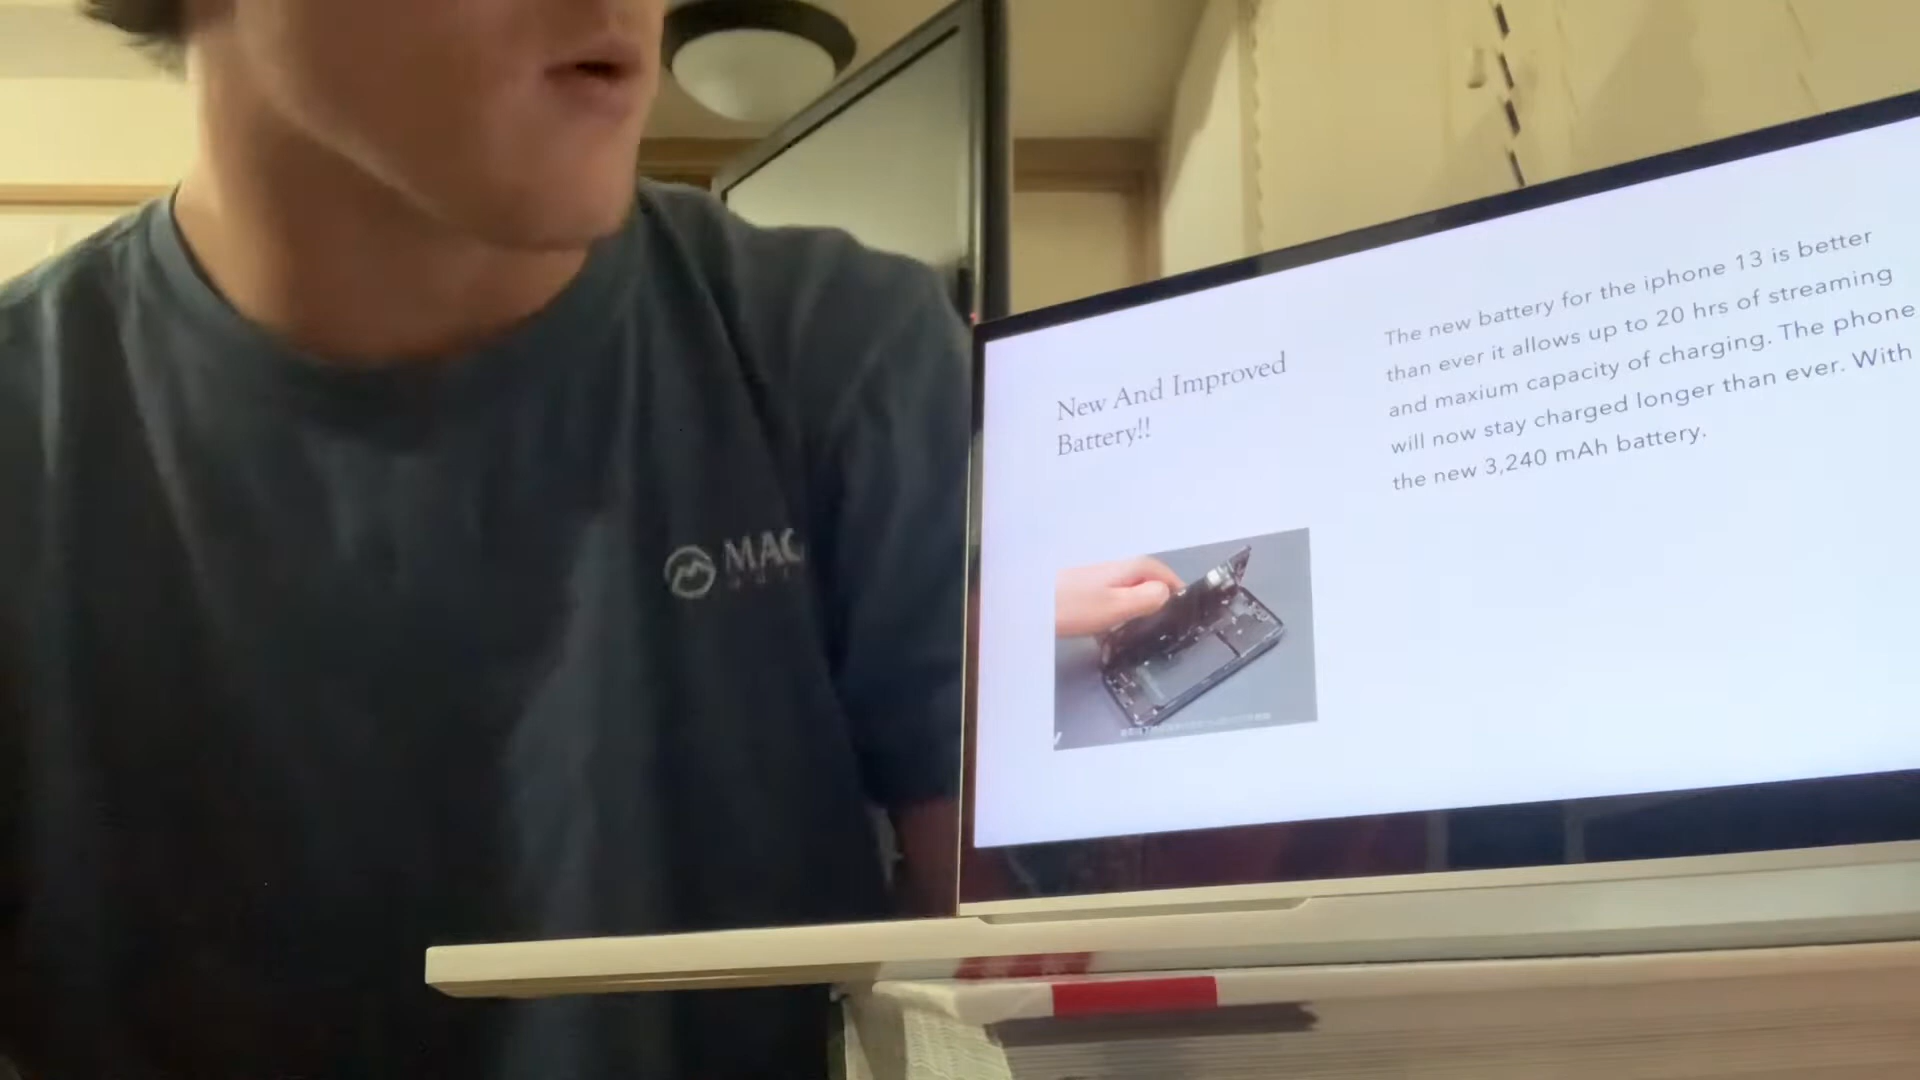 MAC
New And Improved
Battery!!
The new battery for the iphone 13 is better
than ever it allows up to 20 hrs of streaming
and maxium capacity of charging. The phone
will now stay charged longer than ever. With
the new 3,240 mAh battery.